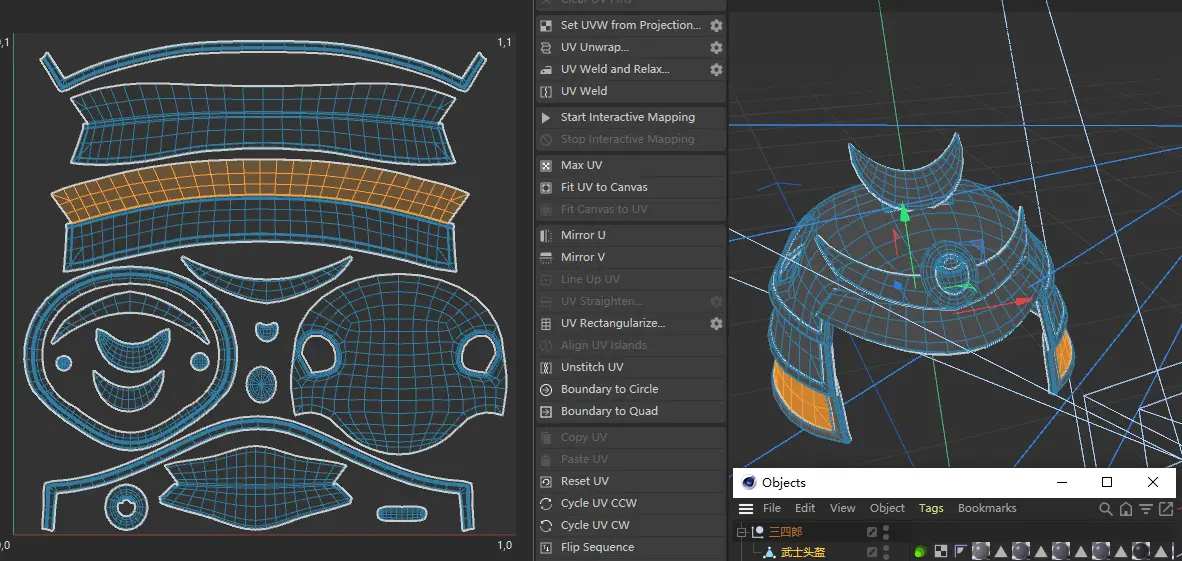 Clear UV Pins
,1
1,1
,0
1,0
Set UVW from Projection...
UV Unwrap...
UV Weld and Relax...
UV Weld
Start Interactive Mapping
Stop Interactive Mapping
Max UV
Fit UV to Canvas
Fit Canvas to UV
Mirror U
Mirror V
Line Up UV
UV Straighten...
UV Rectangularize...
Align UV Islands
Unstitch UV
Boundary to Circle
Boundary to Quad
Copy UV
Paste UV
Reset UV
Cycle UV CCW
Cycle UV CW
Flip Sequence
Objects
File Edit View Object Tags Bookmarks
三四郎
武士头盔